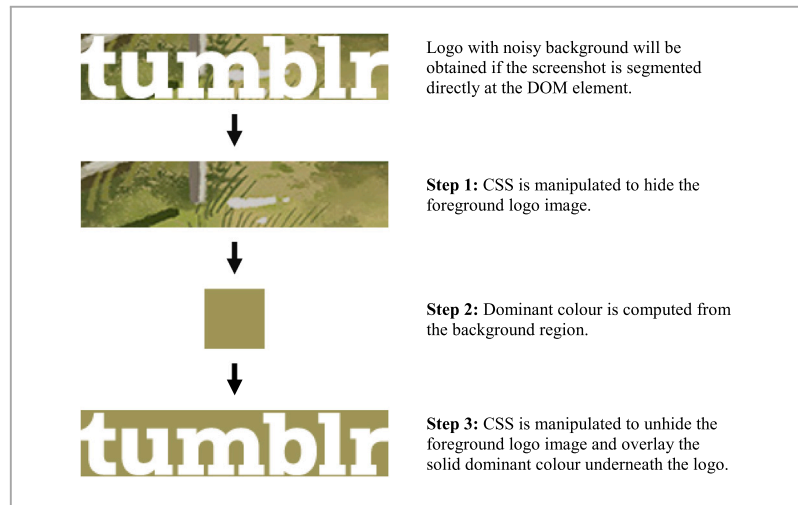 tumblr
Logo with noisy background will be
obtained if the screenshot is segmented
directly at the DOM element.
Step 1: CSS is manipulated to hide the
foreground logo image.
Step 2: Dominant colour is computed from
the background region.
tumblr
Step 3: CSS is manipulated to unhide the
foreground logo image and overlay the
solid dominant colour underneath the logo.